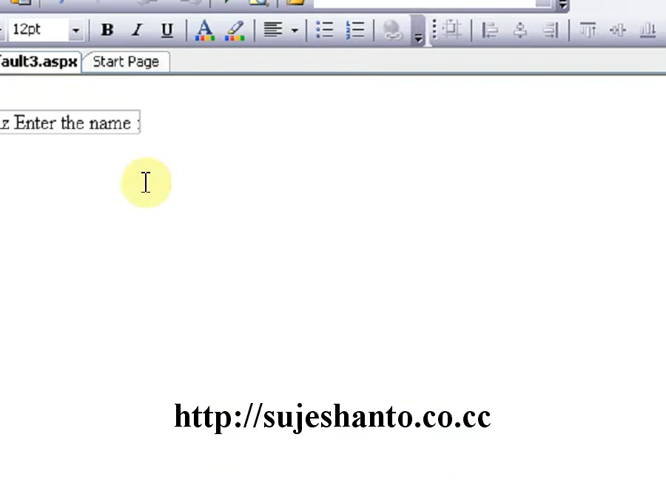 12pt B I U A
ault3.aspx Start Page
z Enter the name :
http://sujeshanto.co.cc